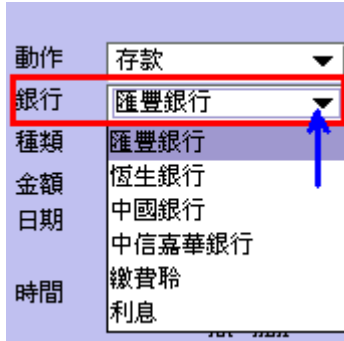 動作 存款
銀行 匯豐銀行
種類 匯豐銀行
金額 恆生銀行
日期 中國銀行
中信嘉華銀行
時間 繳費聆
利息